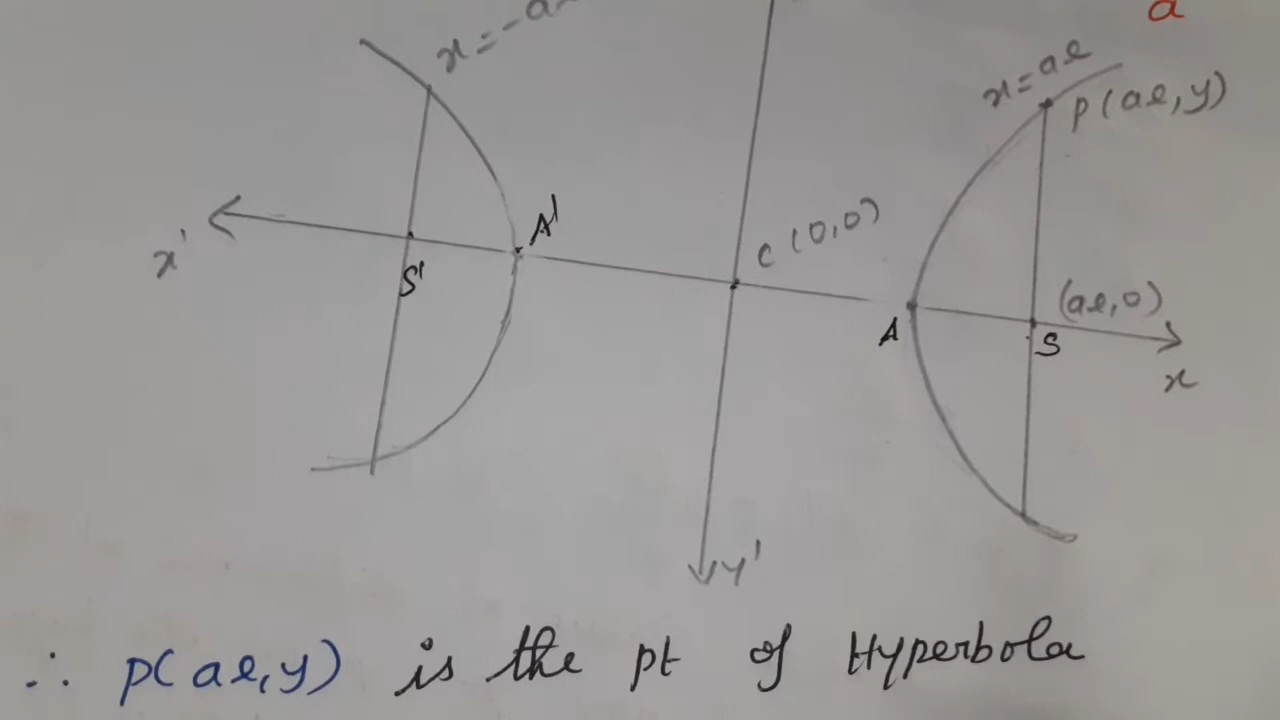 a
x=-a
x=ae
P(ae,y)
C(0,0)
A'
x'
S'
(ae,0)
A
S
x
y'
∴ P(ae,y) is the pt of Hyperbola